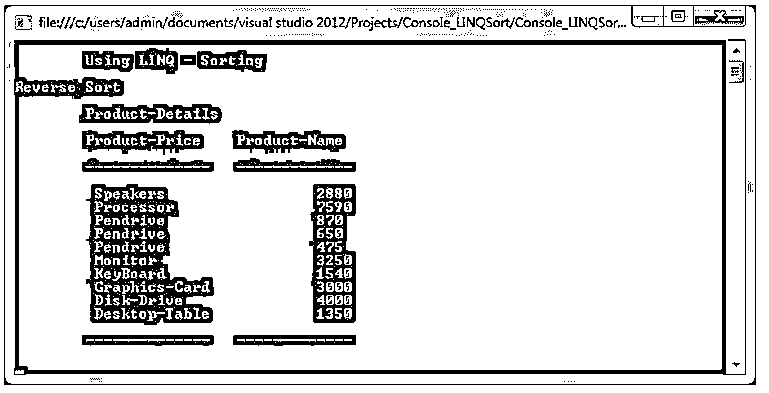 file:///c:/users/admin/documents/visual studio 2012/Projects/Console_LINQSort/Console_LINQSor...
Using LINQ - Sorting
Reverse Sort
Product-Details
Product-Price Product-Name
Speakers 2880
Processor 7590
Pendrive 870
Pendrive 650
Pendrive 475
Monitor 3250
KeyBoard 1540
Graphics-Card 3000
Disk-Drive 4000
Desktop-Table 1350